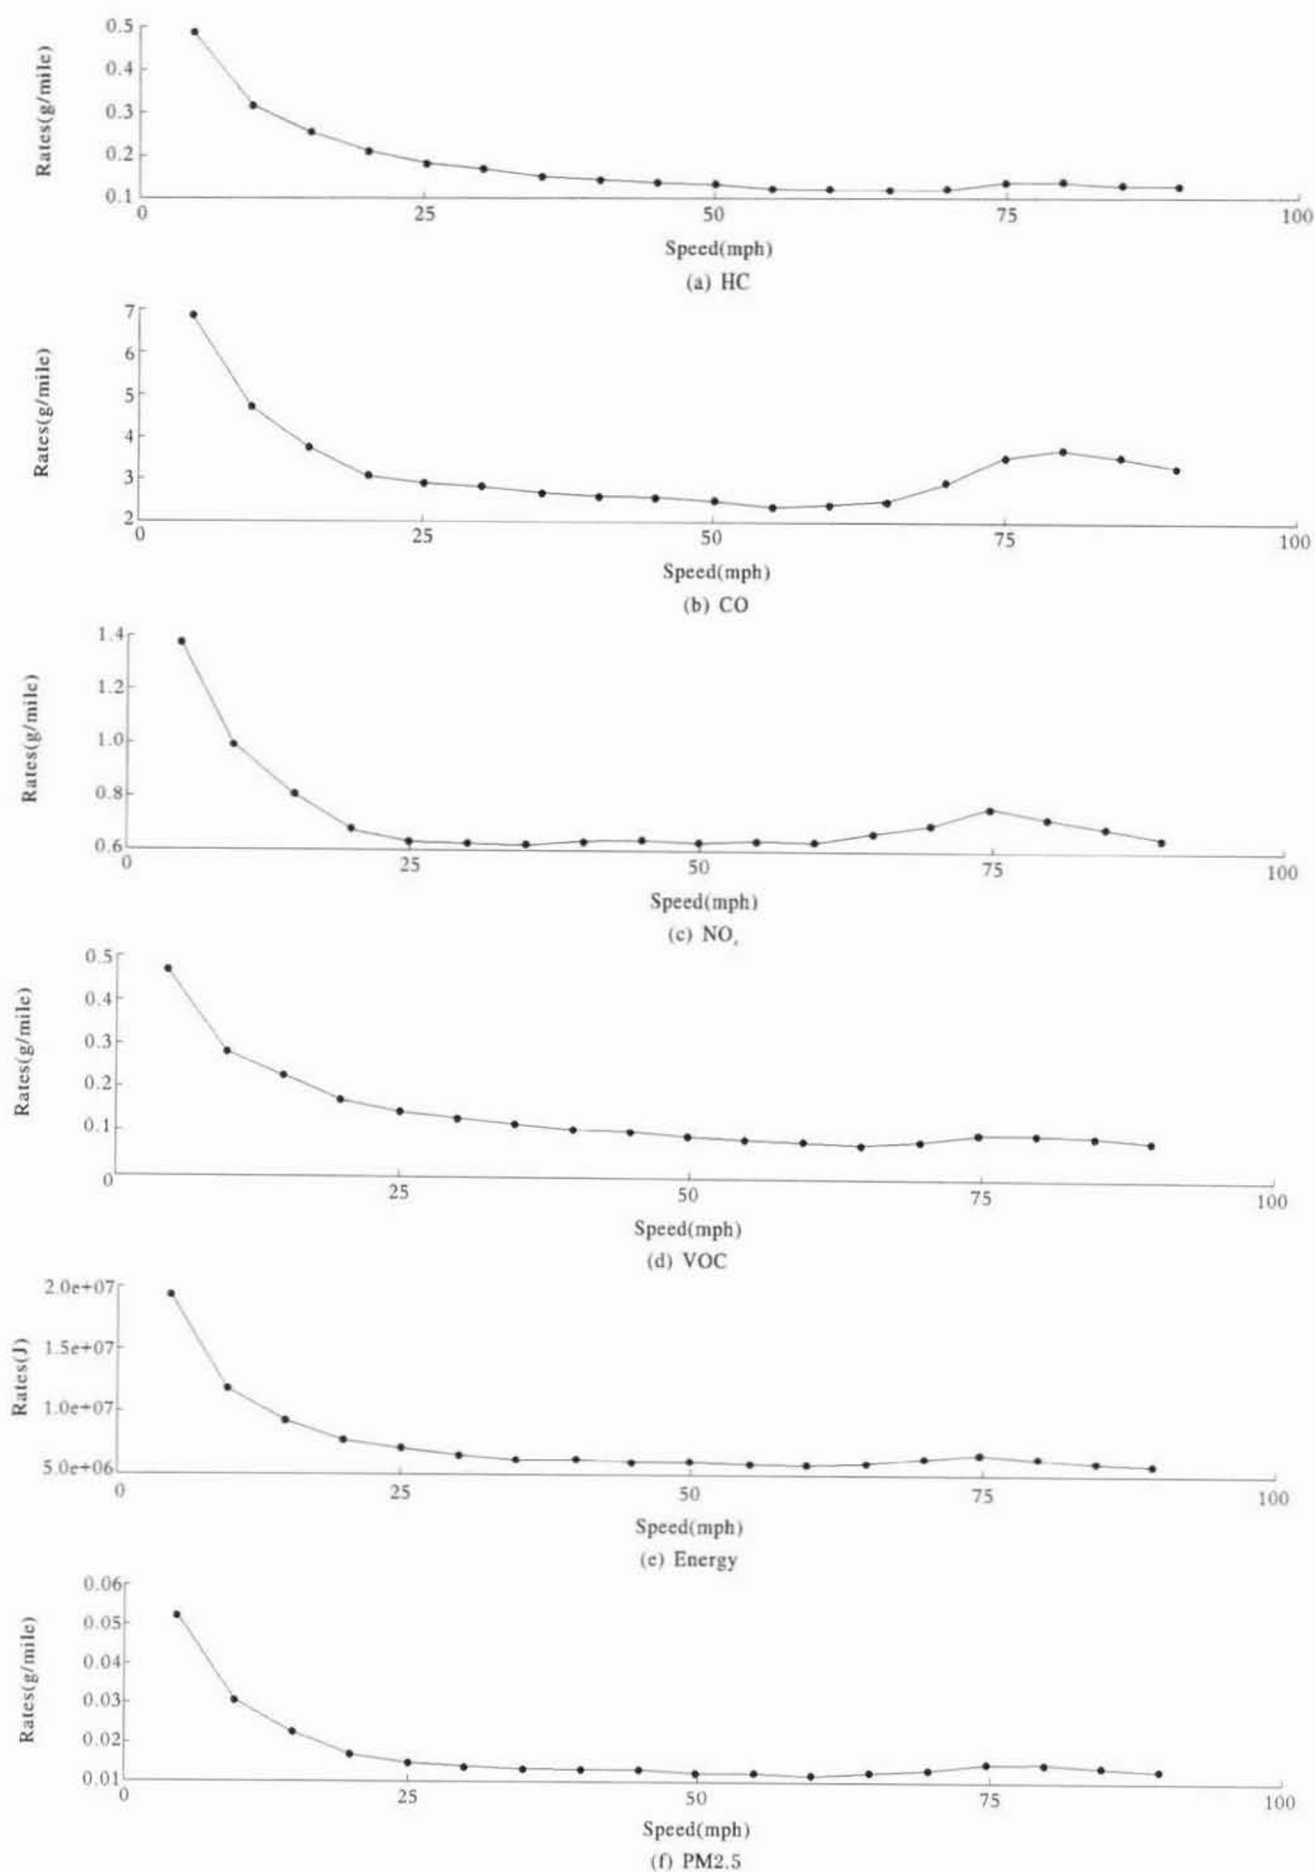 0.5
0.4
0.3
0.2
0.1
0 25 50 75 100
Rates(g/mile)
Speed(mph)
(a) HC
7
6
5
4
3
2
0 25 50 75 100
Rates(g/mile)
Speed(mph)
(b) CO
1.4
1.2
1.0
0.8
0.6
0 25 50 75 100
Rates(g/mile)
Speed(mph)
(c) NOx
0.5
0.4
0.3
0.2
0.1
0 25 50 75 100
Rates(g/mile)
Speed(mph)
(d) VOC
2.0e+07
1.5e+07
1.0e+07
5.0e+06
0 25 50 75 100
Rates(J)
Speed(mph)
(e) Energy
0.06
0.05
0.04
0.03
0.02
0.01
0 25 50 75 100
Rates(g/mile)
Speed(mph)
(f) PM2.5